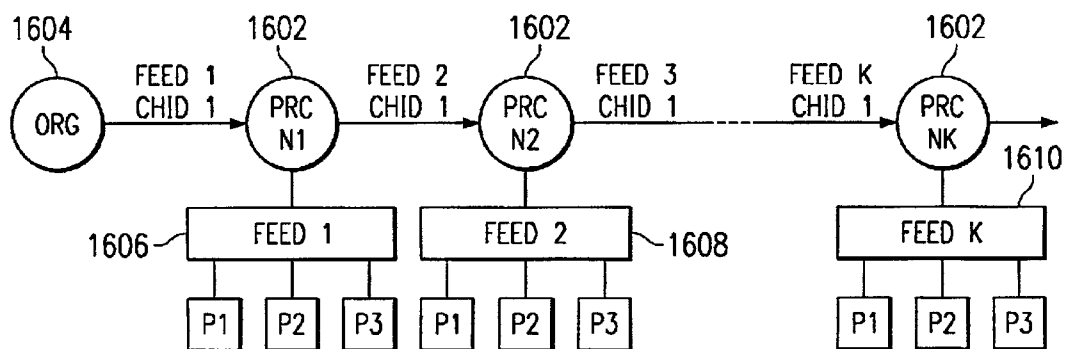 1604
1602
1602
1602
FEED 1
CHID 1
FEED 2
CHID 1
FEED 3
CHID 1
FEED K
CHID 1
ORG
PRC
N1
PRC
N2
PRC
NK
1610
1606
FEED 1
FEED 2
1608
FEED K
P1
P2
P3
P1
P2
P3
P1
P2
P3